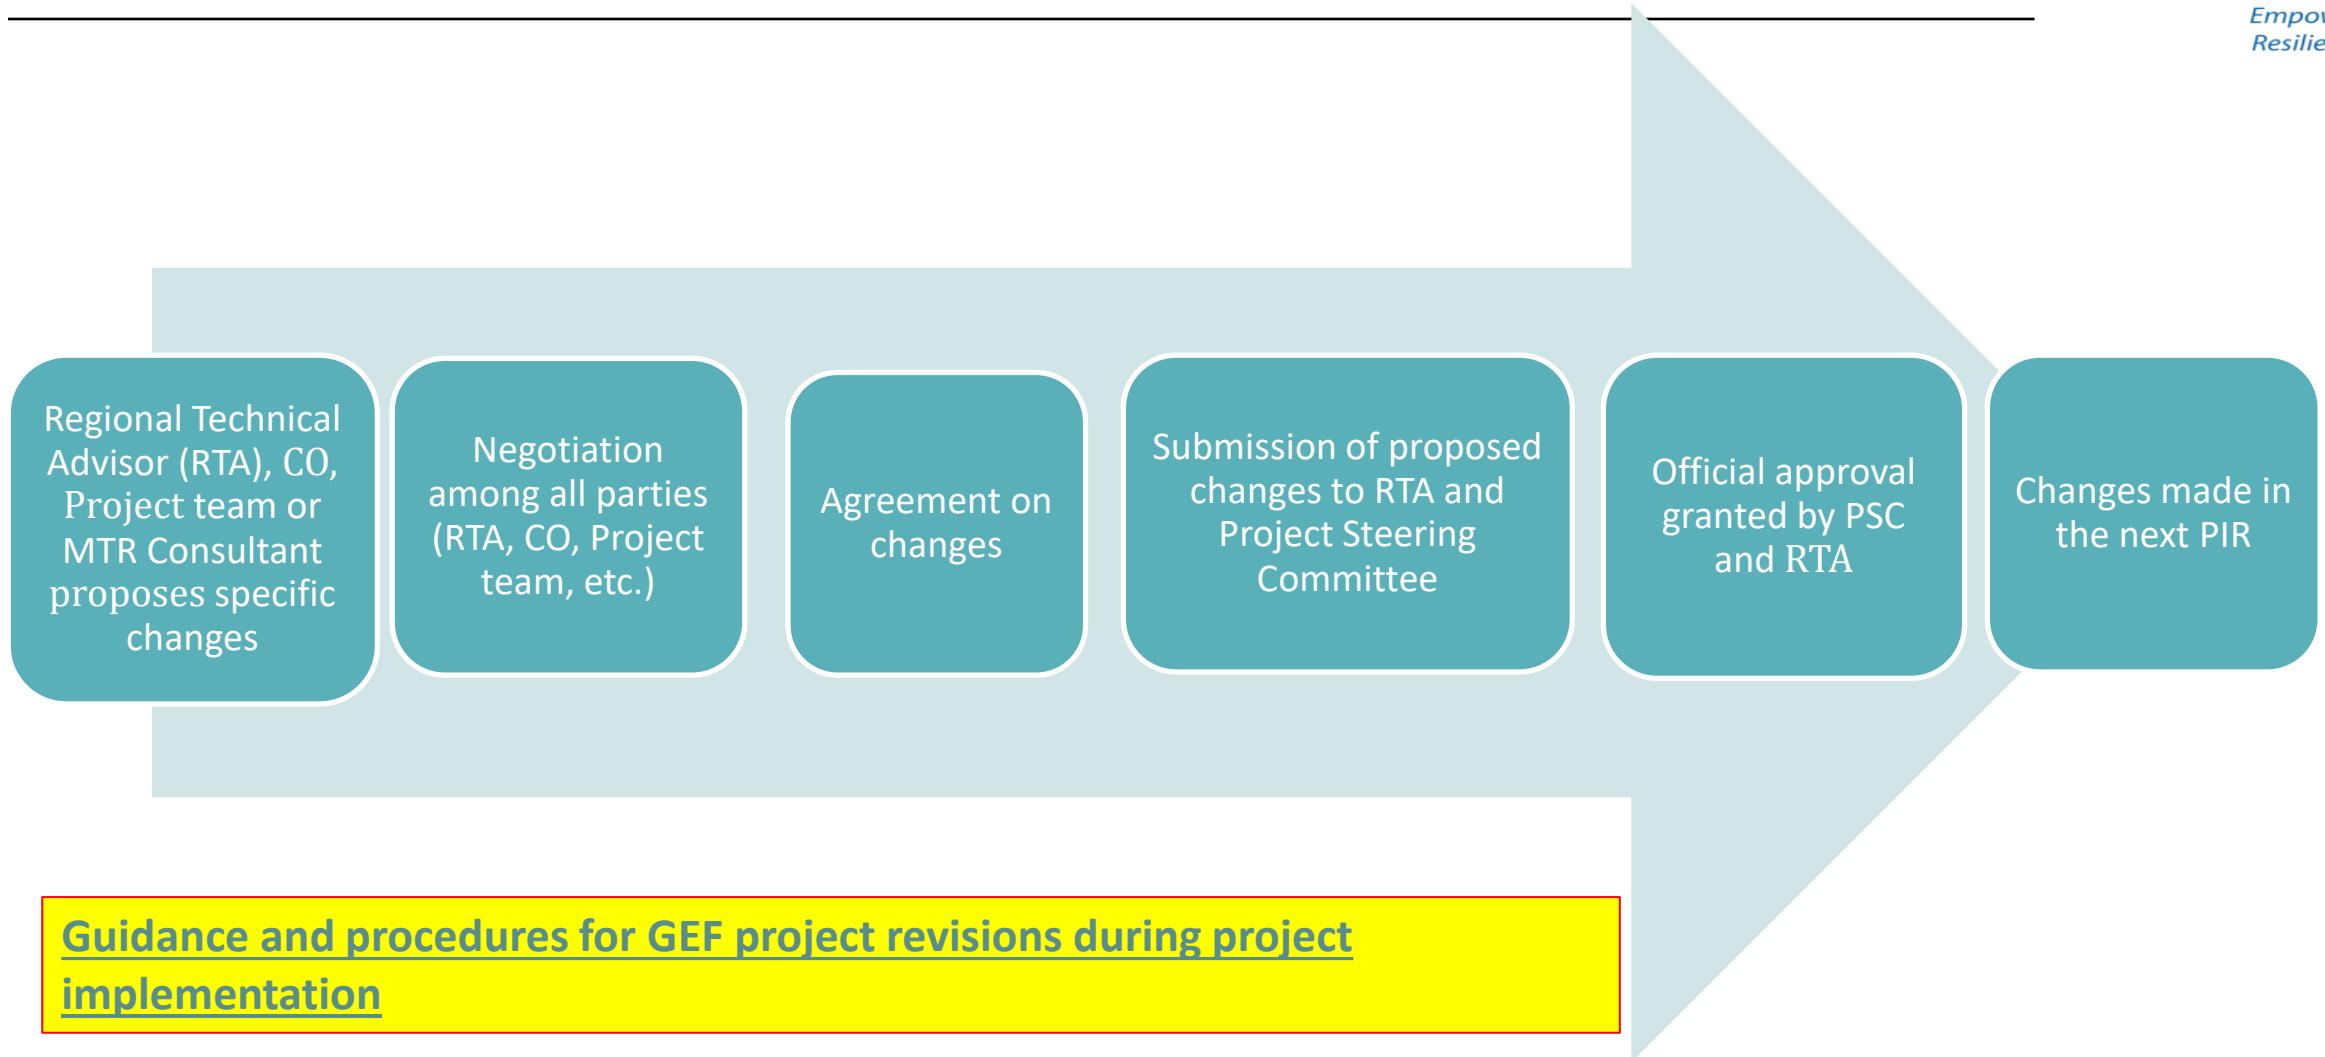 Regional Technical
Advisor (RTA), CO,
Project team or
MTR Consultant
proposes specific
changes
Negotiation
among all parties
(RTA, CO, Project
team, etc.)
Agreement on
changes
Submission of proposed
changes to RTA and
Project Steering
Committee
Official approval
granted by PSC
and RTA
Changes made in
the next PIR
Guidance and procedures for GEF project revisions during project
implementation